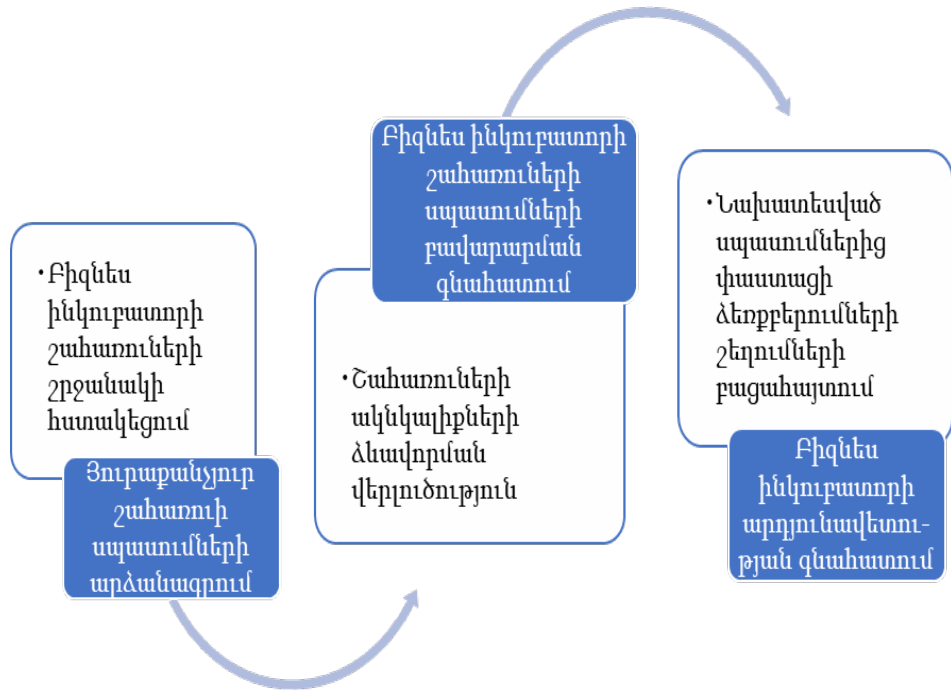 •Բիզնես
ինկուբատորի
շահառուների
շրջանակի
հստակեցում
Յուրաքանչյուր
շահառուի
սպասումների
արձանագրում
Բիզնես ինկուբատորի
շահառուների
սպասումների
բավարարման
գնահատում
•Շահառուների
ակնկալիքների
ձևավորման
վերլուծություն
•Նախատեսված
սպասումներից
փաստացի
ձեռքբերումների
շեղումների
բացահայտում
Բիզնես
ինկուբատորի
արդյունավետու-
թյան գնահատում